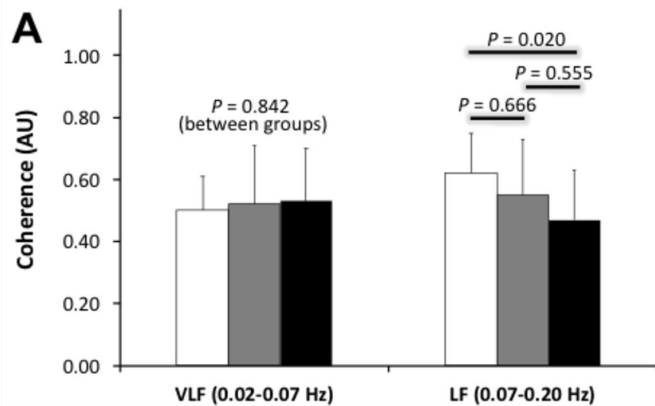 A
Coherence (AU)
1.00
0.80
0.60
0.40
0.20
0.00
P = 0.842
(between groups)
P = 0.020
P = 0.555
P = 0.666
VLF (0.02-0.07 Hz)
LF (0.07-0.20 Hz)